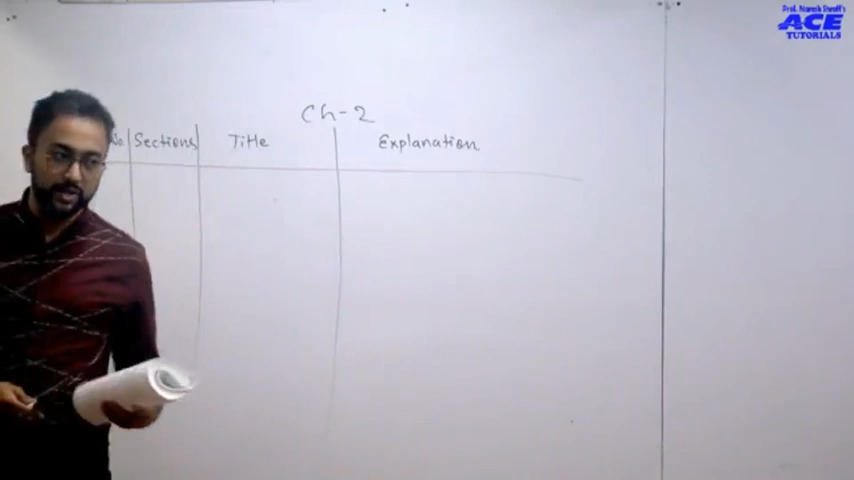 Prof. Naresh Shroff's
ACE
TUTORIALS
Ch-2
No. Sections Title Explanation